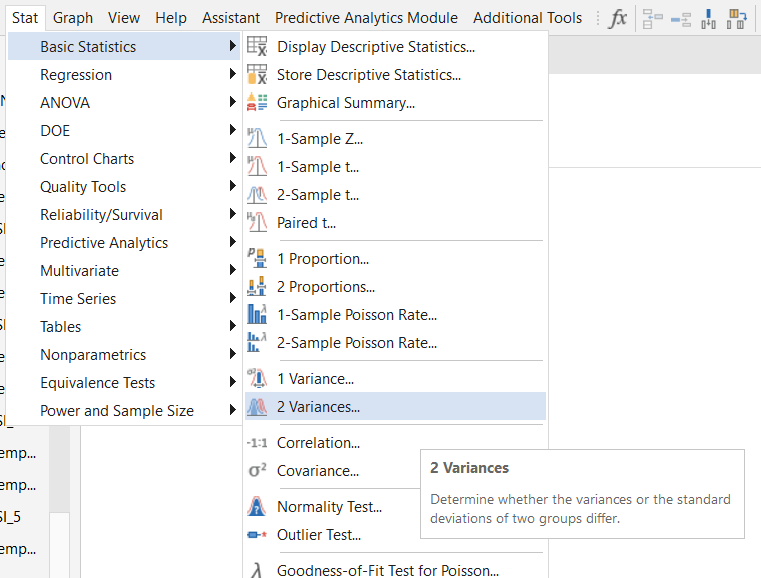 Stat Graph View Help Assistant Predictive Analytics Module Additional Tools fx
Basic Statistics
Regression
ANOVA
DOE
Control Charts
Quality Tools
Reliability/Survival
Predictive Analytics
Multivariate
Time Series
Tables
Nonparametrics
Equivalence Tests
Power and Sample Size
Display Descriptive Statistics...
Store Descriptive Statistics...
Graphical Summary...
1-Sample Z...
1-Sample t...
2-Sample t...
Paired t...
1 Proportion...
2 Proportions...
1-Sample Poisson Rate...
2-Sample Poisson Rate...
1 Variance...
2 Variances...
-1:1 Correlation...
σ² Covariance...
Normality Test...
Outlier Test...
λ Goodness-of-Fit Test for Poisson...
2 Variances
Determine whether the variances or the standard
deviations of two groups differ.
emp...
emp...
SI_5
emp...